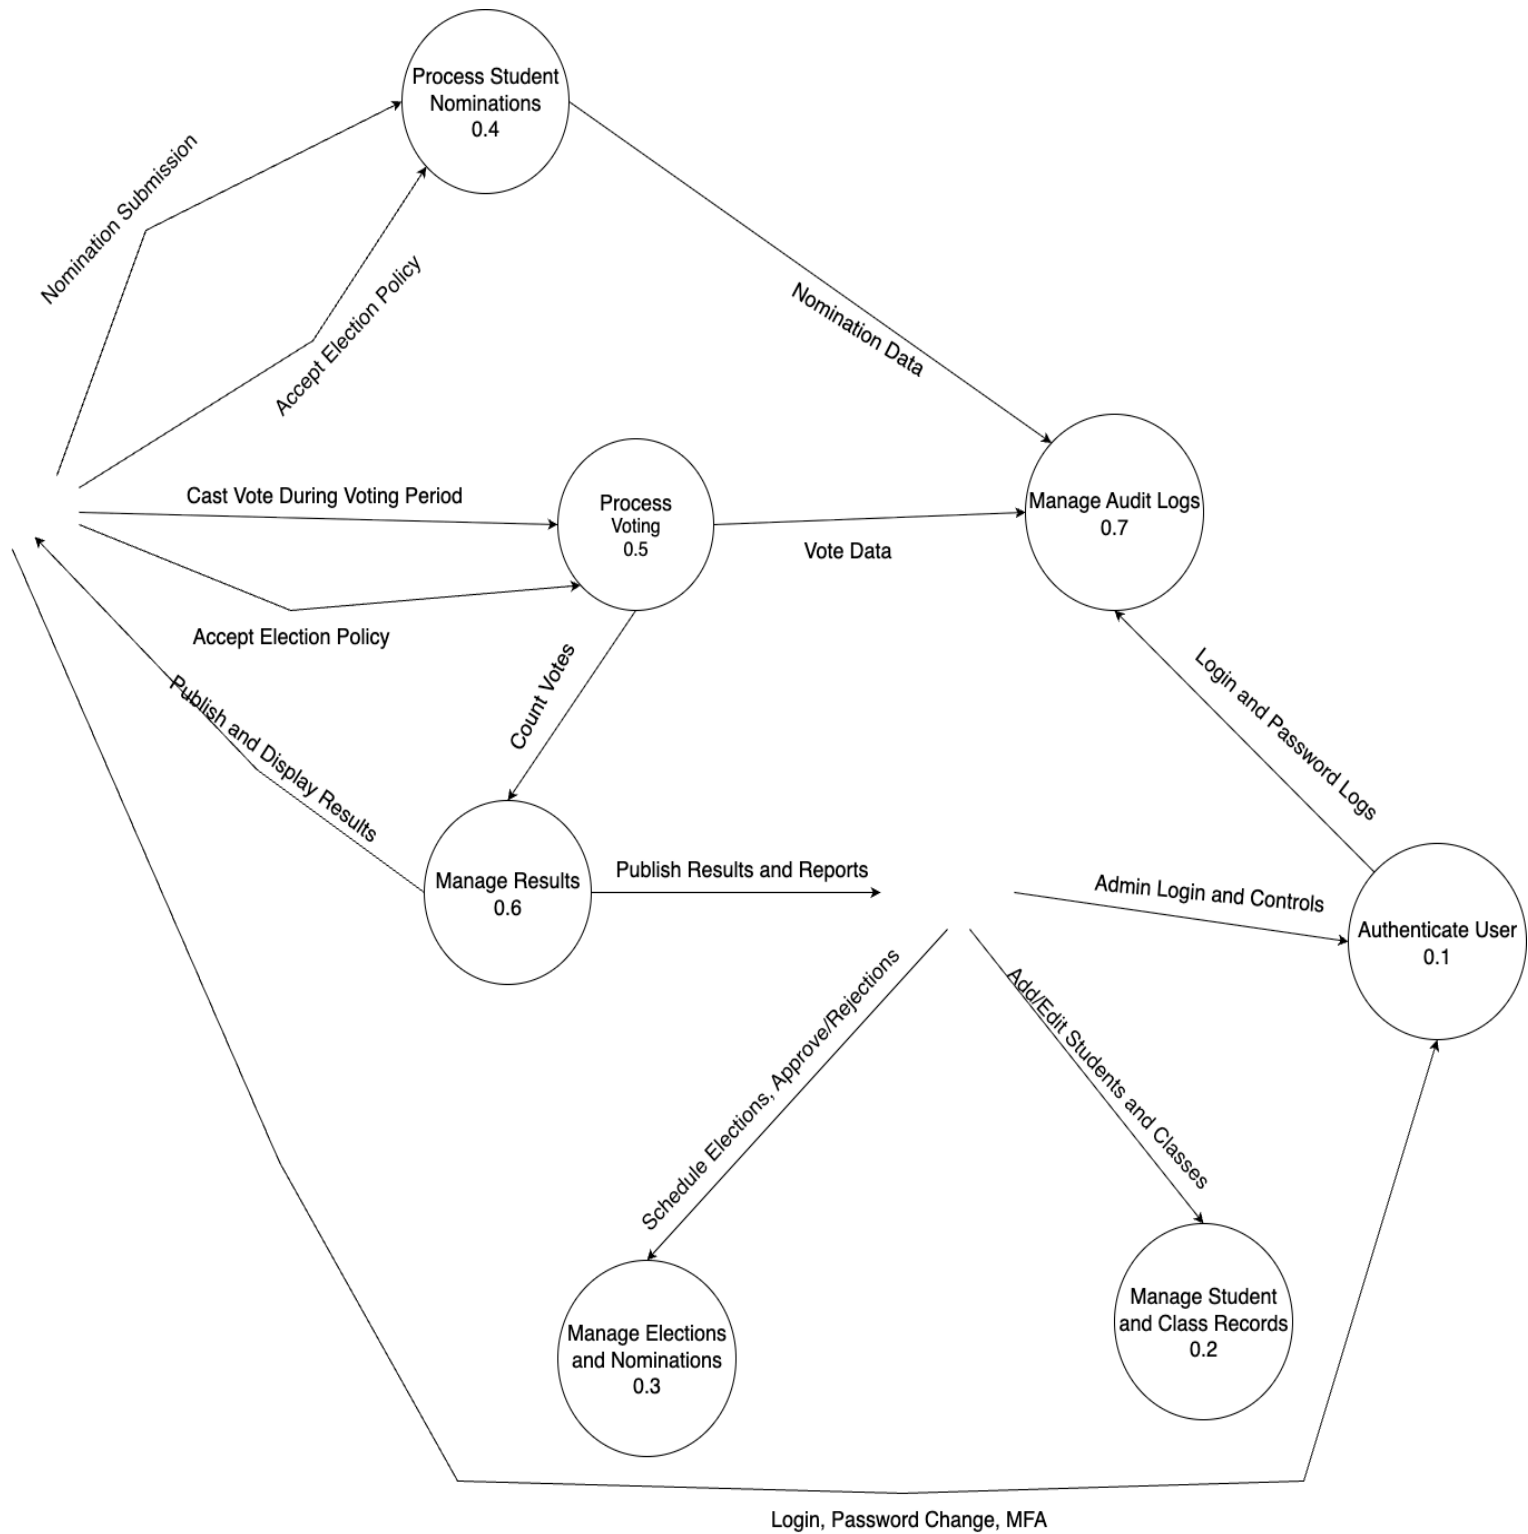 Process Student
Nominations
0.4
Nomination Submission
Accept Election Policy
Nomination Data
Cast Vote During Voting Period
Process
Voting
0.5
Vote Data
Manage Audit Logs
0.7
Accept Election Policy
Count Votes
Publish and Display Results
Login and Password Logs
Manage Results
0.6
Publish Results and Reports
Admin Login and Controls
Authenticate User
0.1
Schedule Elections, Approve/Rejections
Add/Edit Students and Classes
Manage Elections
and Nominations
0.3
Manage Student
and Class Records
0.2
Login, Password Change, MFA